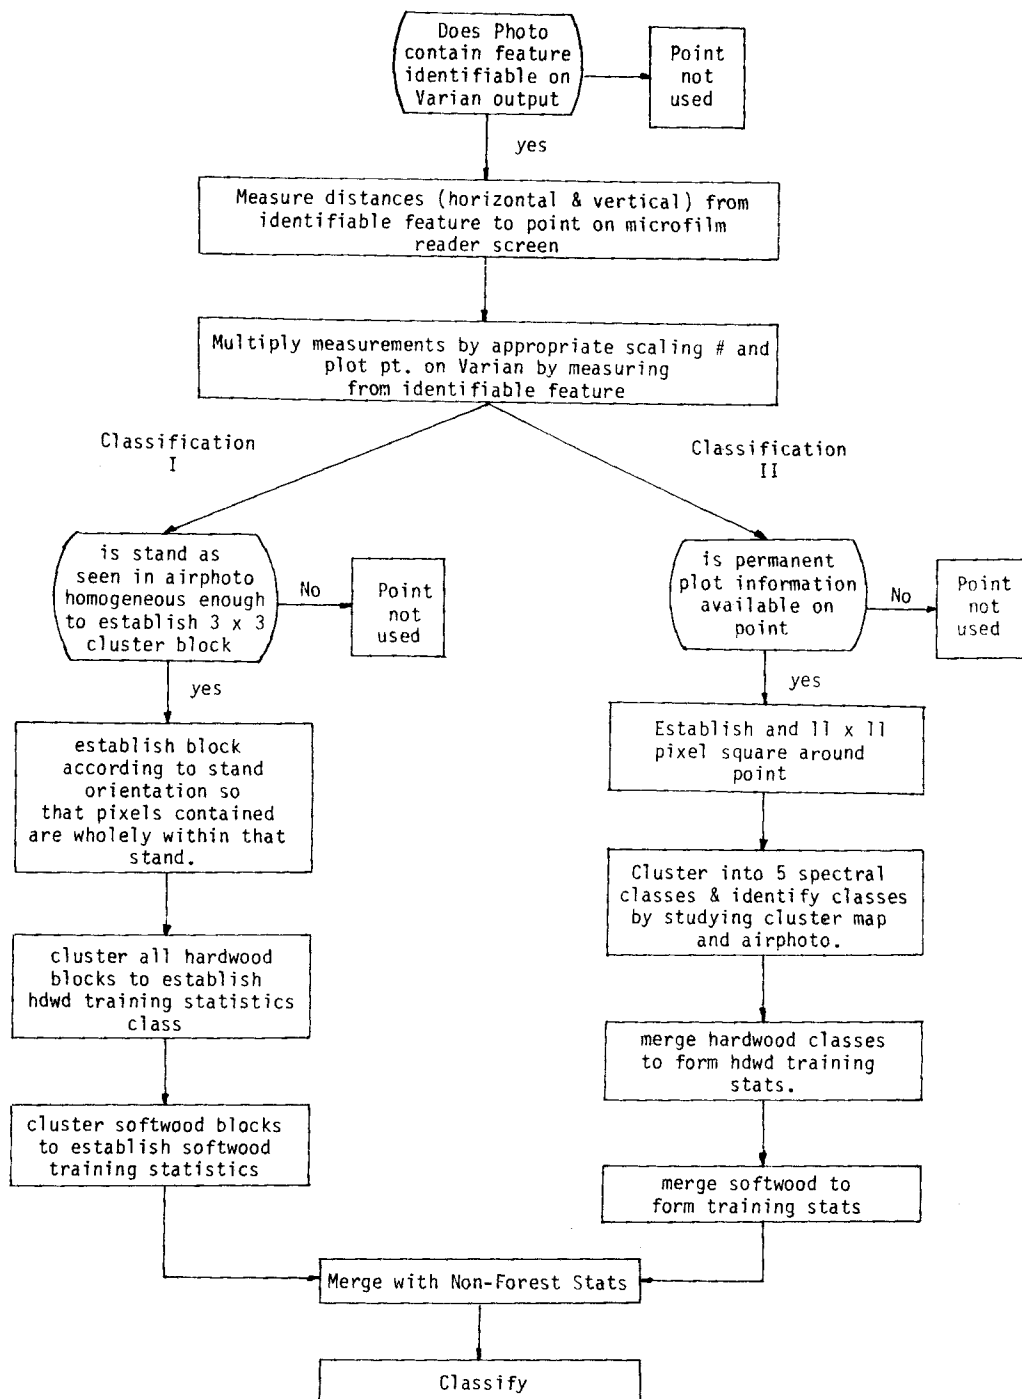 Does Photo
contain feature
identifiable on
Varian output
Point
not
used
yes
Measure distances (horizontal & vertical) from
identifiable feature to point on microfilm
reader screen
Multiply measurements by appropriate scaling # and
plot pt. on Varian by measuring
from identifiable feature
Classification
I
Classification
II
is stand as
seen in airphoto
homogeneous enough
to establish 3 x 3
cluster block
No
Point
not
used
yes
establish block
according to stand
orientation so
that pixels contained
are wholely within that
stand.
cluster all hardwood
blocks to establish
hdwd training statistics
class
cluster softwood blocks
to establish softwood
training statistics
is permanent
plot information
available on
point
No
Point
not
used
yes
Establish and 11 x 11
pixel square around
point
Cluster into 5 spectral
classes & identify classes
by studying cluster map
and airphoto.
merge hardwood classes
to form hdwd training
stats.
merge softwood to
form training stats
Merge with Non-Forest Stats
Classify